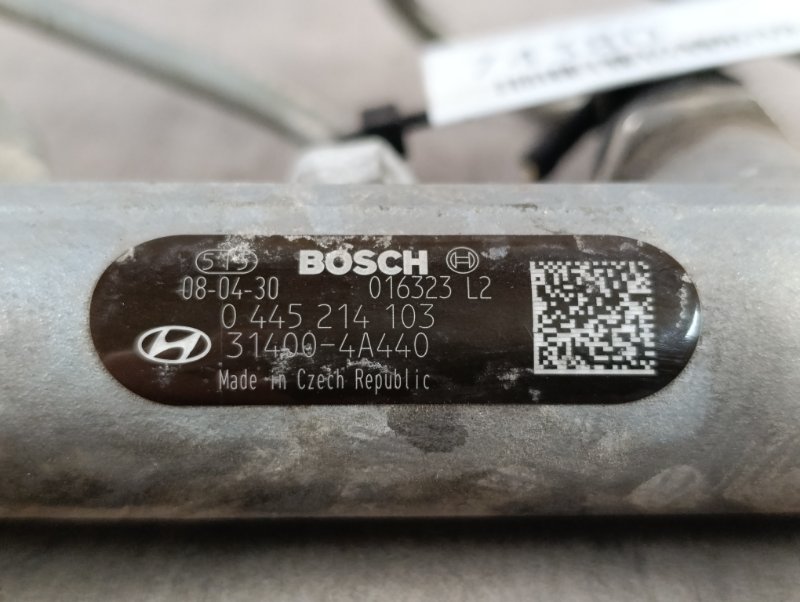 BOSCH
08-04-30 016323 L2
0 445 214 103
31400-4A440
Made in Czech Republic